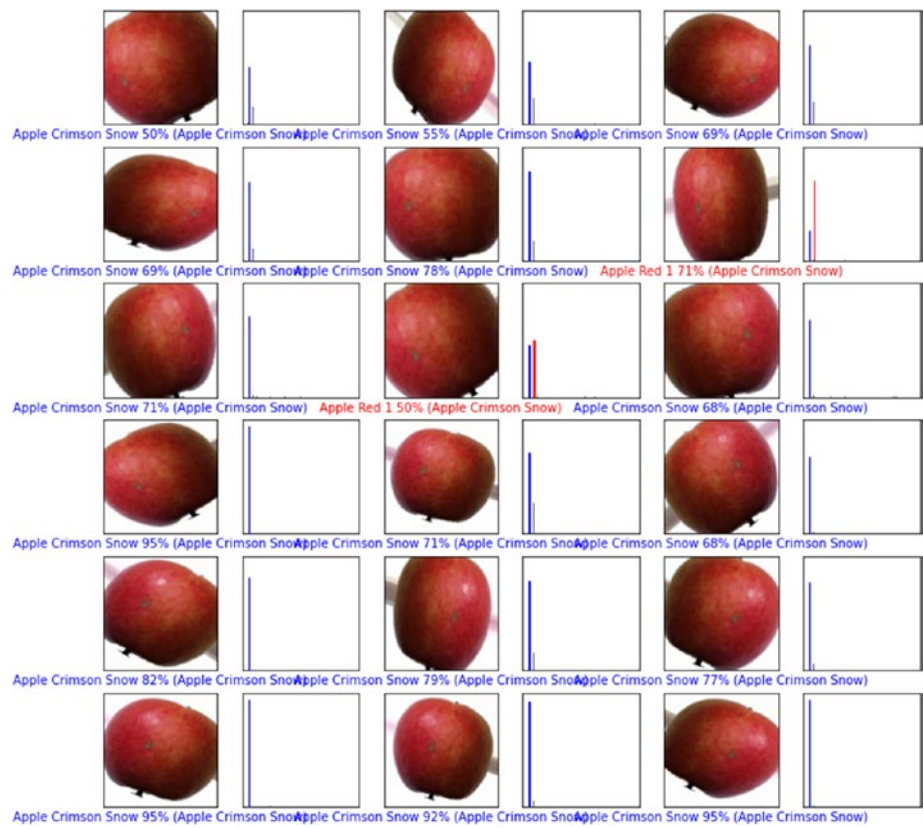 Apple Crimson Snow 50% (Apple Crimson Snow)
Apple Crimson Snow 55% (Apple Crimson Snow)
Apple Crimson Snow 69% (Apple Crimson Snow)
Apple Crimson Snow 69% (Apple Crimson Snow)
Apple Crimson Snow 78% (Apple Crimson Snow)
Apple Red 1 71% (Apple Crimson Snow)
Apple Crimson Snow 71% (Apple Crimson Snow)
Apple Red 1 50% (Apple Crimson Snow)
Apple Crimson Snow 68% (Apple Crimson Snow)
Apple Crimson Snow 95% (Apple Crimson Snow)
Apple Crimson Snow 71% (Apple Crimson Snow)
Apple Crimson Snow 68% (Apple Crimson Snow)
Apple Crimson Snow 82% (Apple Crimson Snow)
Apple Crimson Snow 79% (Apple Crimson Snow)
Apple Crimson Snow 77% (Apple Crimson Snow)
Apple Crimson Snow 95% (Apple Crimson Snow)
Apple Crimson Snow 92% (Apple Crimson Snow)
Apple Crimson Snow 95% (Apple Crimson Snow)